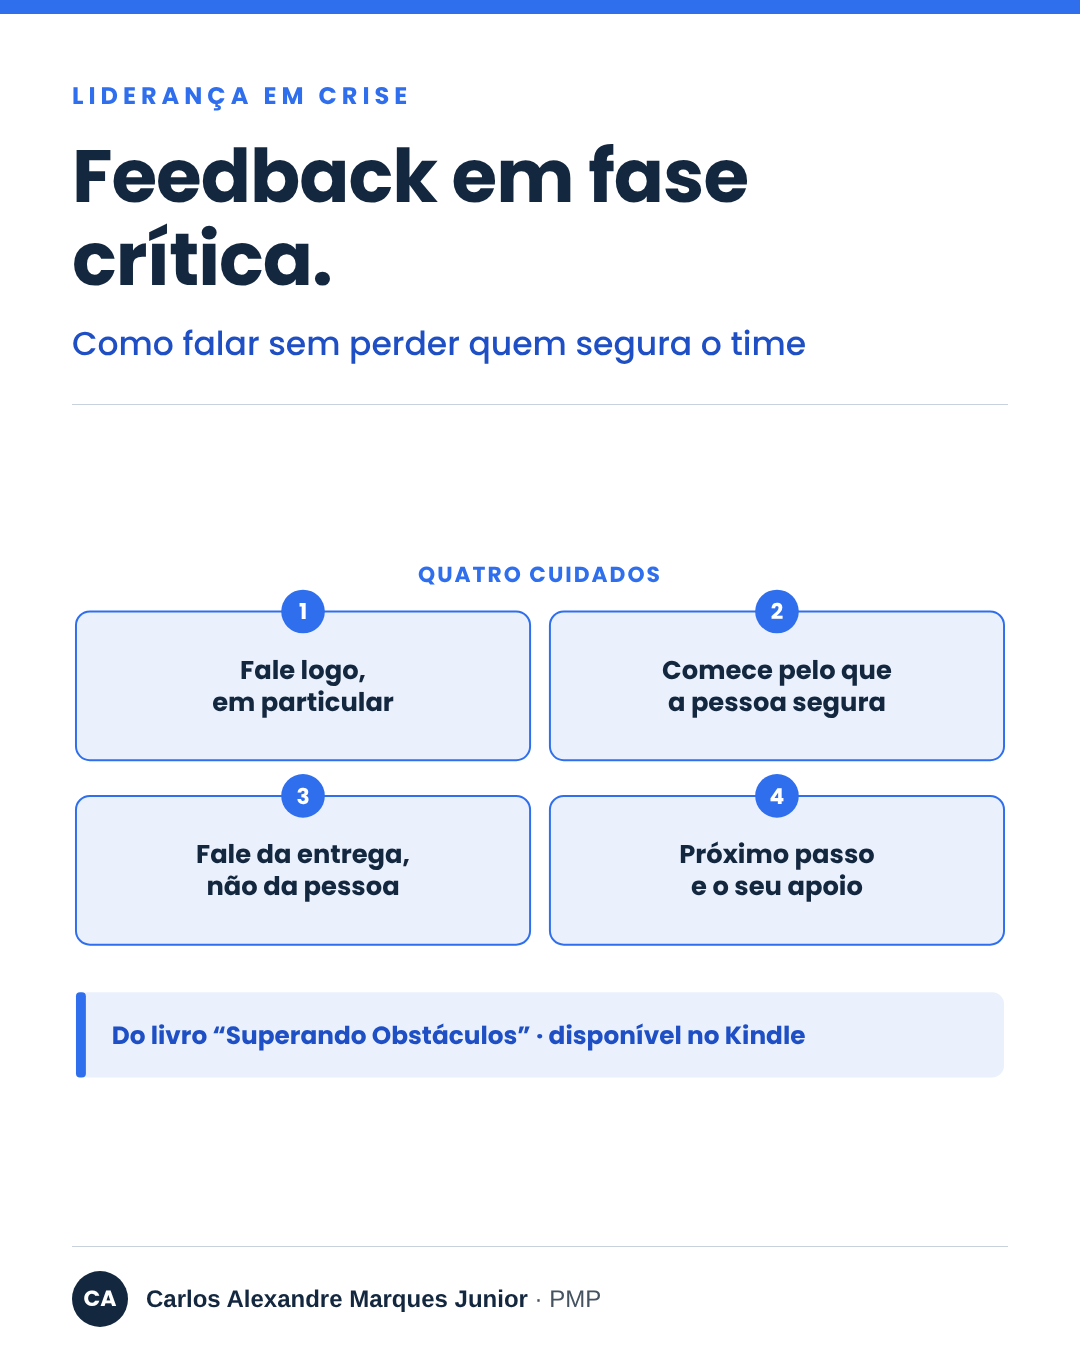 LIDERANÇA EM CRISE
Feedback em fase
crítica.
Como falar sem perder quem segura o time
QUATRO CUIDADOS
1
Fale logo,
em particular
2
Comece pelo que
a pessoa segura
3
Fale da entrega,
não da pessoa
4
Próximo passo
e o seu apoio
Do livro “Superando Obstáculos” · disponível no Kindle
CA
Carlos Alexandre Marques Junior · PMP